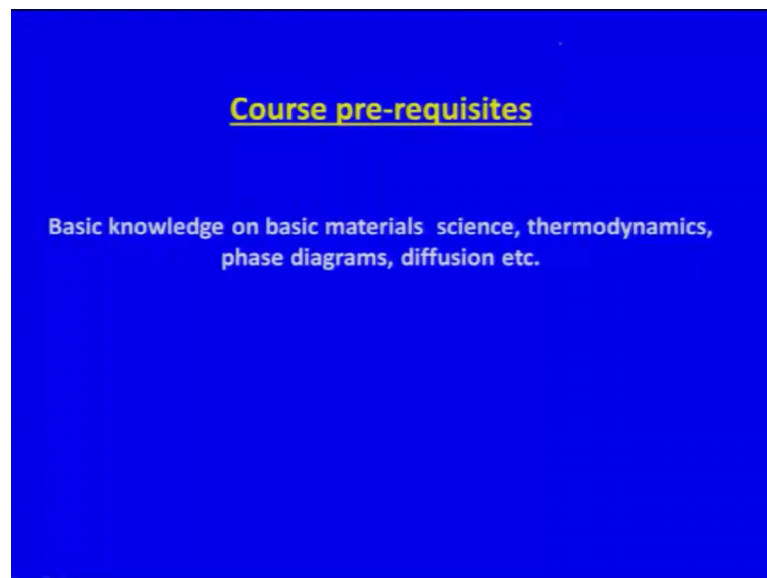 Course pre-requisites
Basic knowledge on basic materials science, thermodynamics,
phase diagrams, diffusion etc.